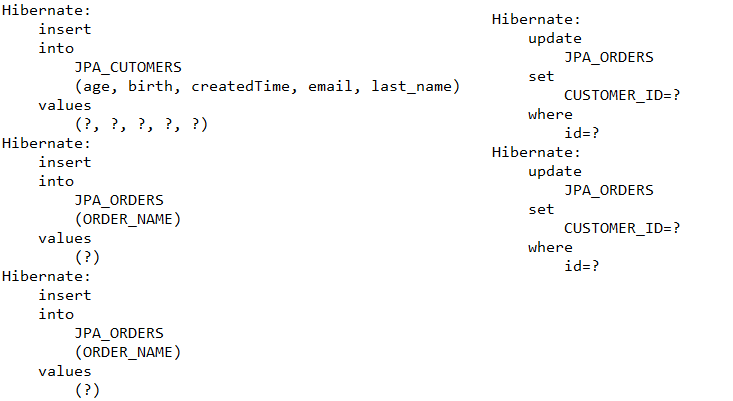 Hibernate:
    insert
    into
        JPA_CUTOMERS
        (age, birth, createdTime, email, last_name)
    values
        (?, ?, ?, ?, ?)
Hibernate:
    insert
    into
        JPA_ORDERS
        (ORDER_NAME)
    values
        (?)
Hibernate:
    insert
    into
        JPA_ORDERS
        (ORDER_NAME)
    values
        (?)
Hibernate:
    update
        JPA_ORDERS
    set
        CUSTOMER_ID=?
    where
        id=?
Hibernate:
    update
        JPA_ORDERS
    set
        CUSTOMER_ID=?
    where
        id=?